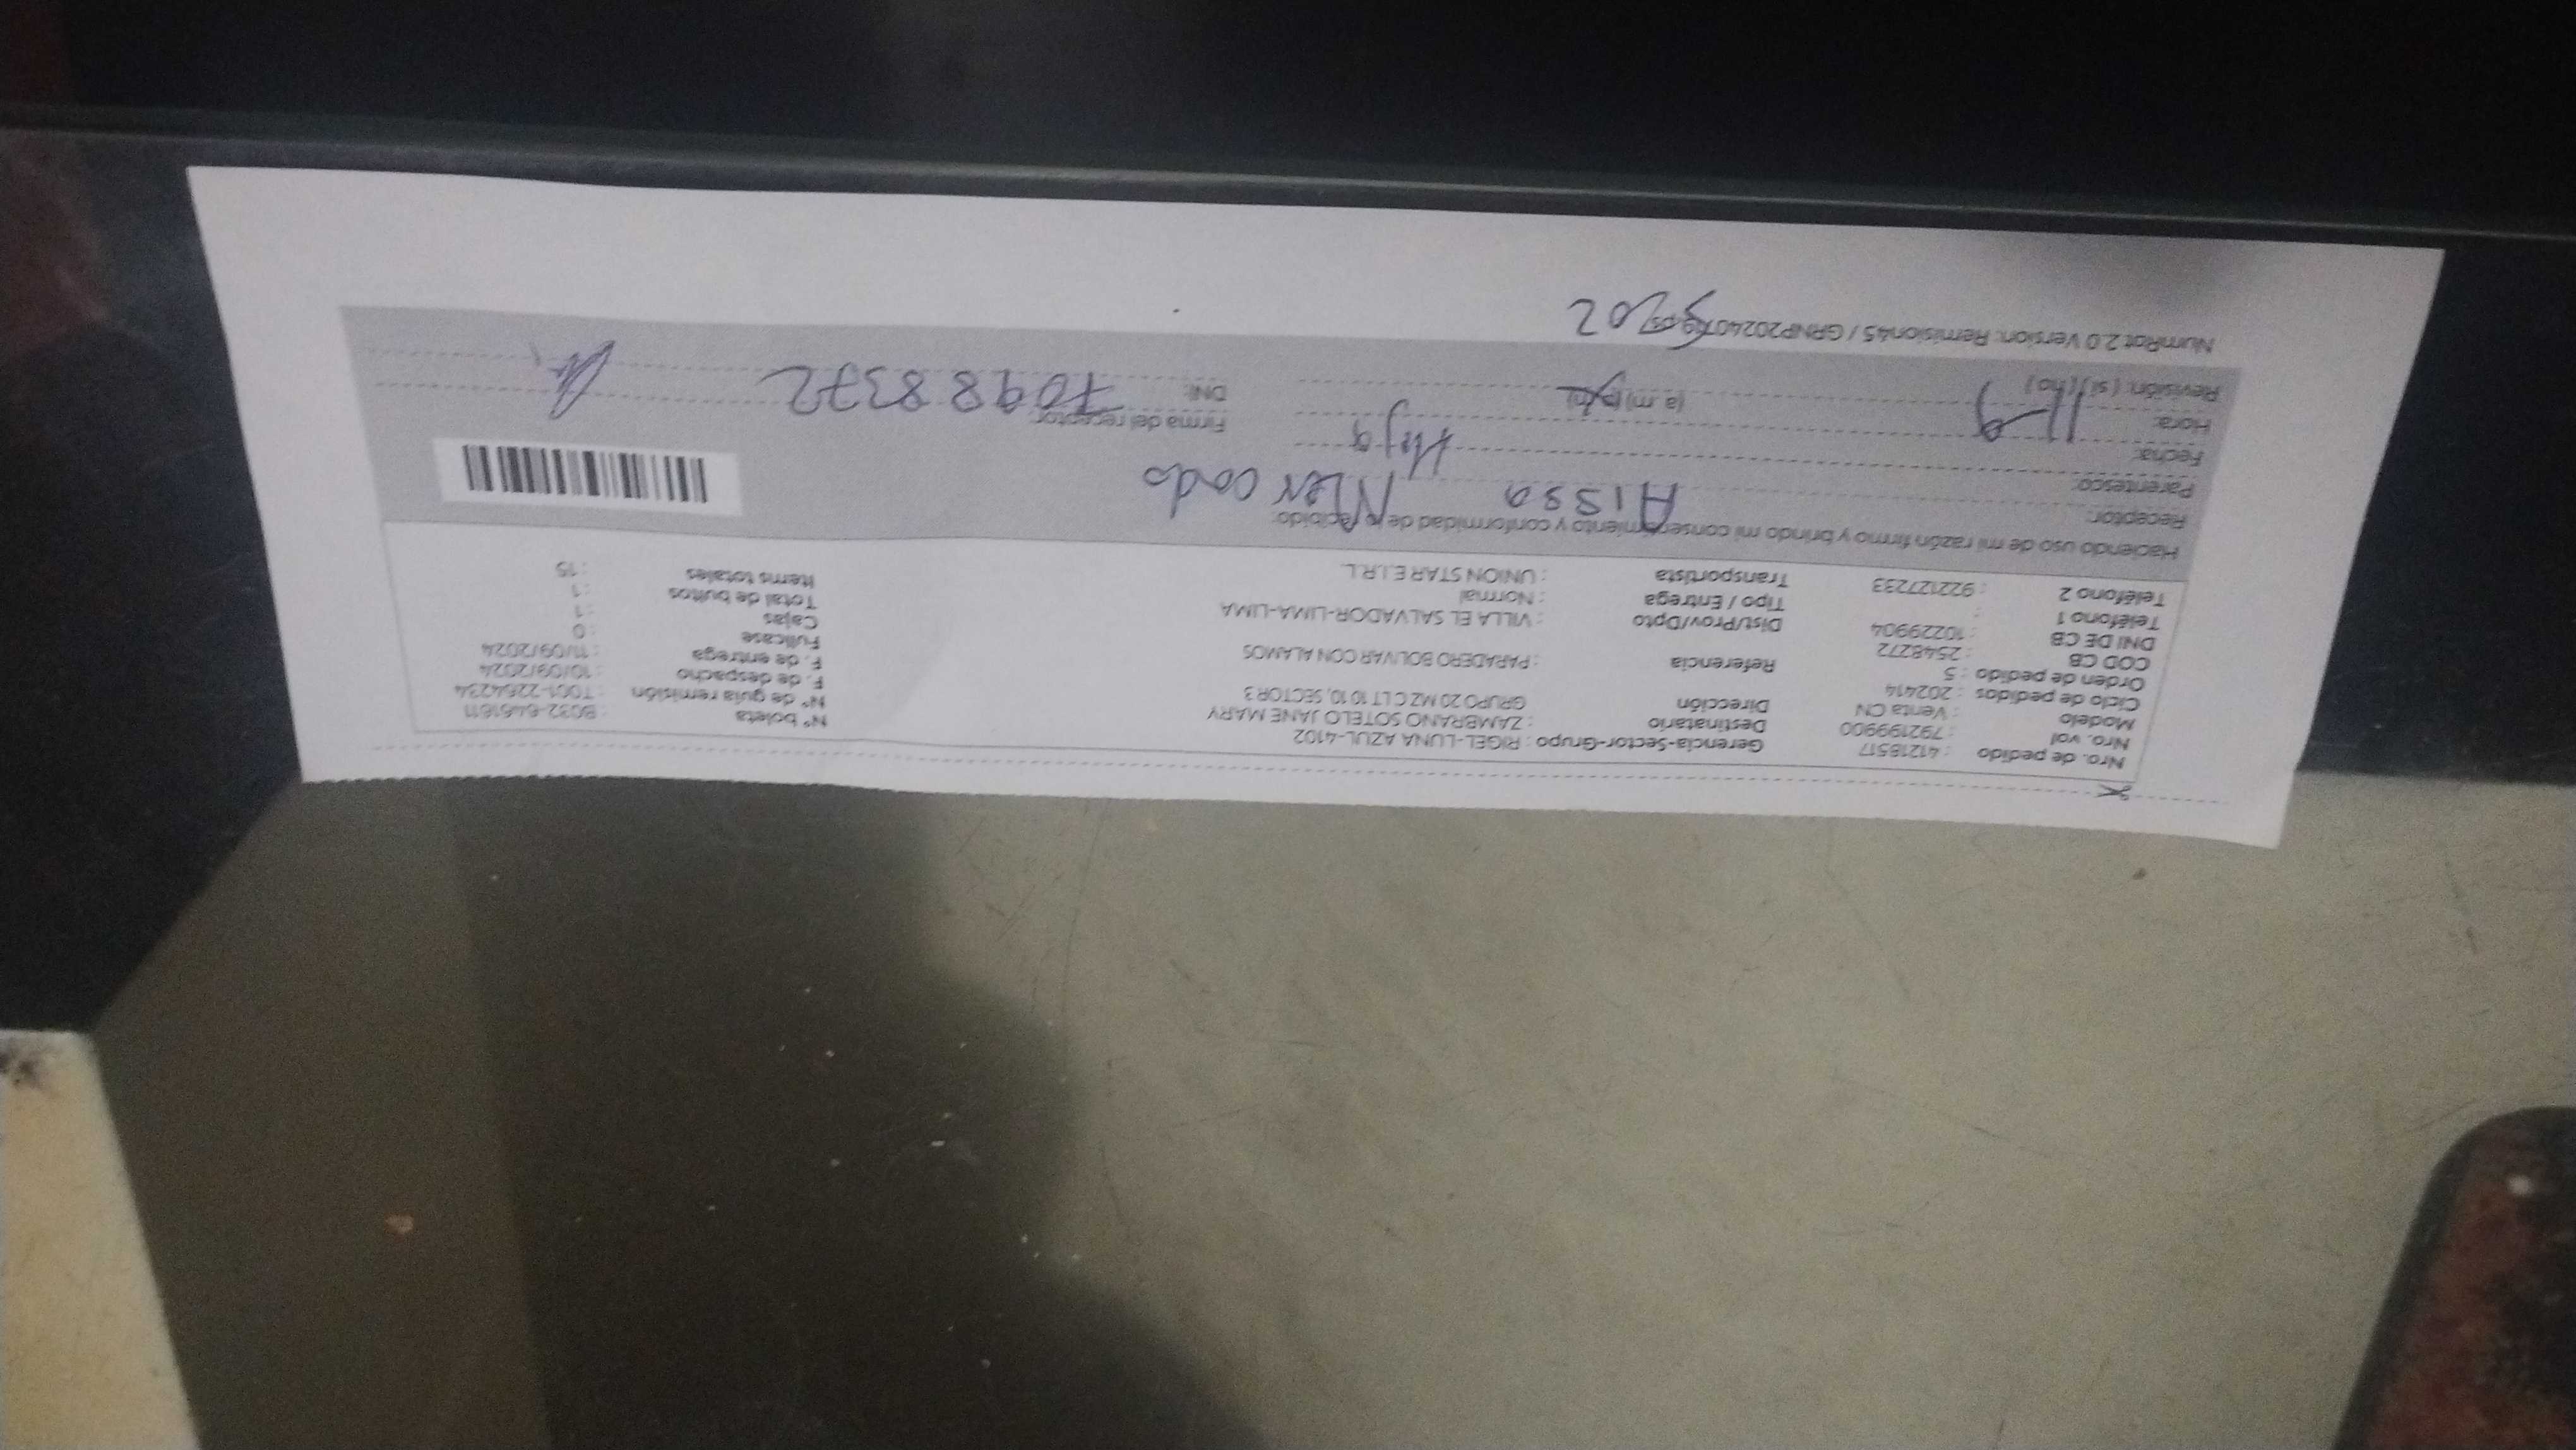 Nro. de pedido : 41218517 Gerencia-Sector-Grupo : RIGEL-LUNA AZUL-4102 N° boleta : B032-6461611
Nro. vol : 792199900 Destinatario : ZAMBRANO SOTELO JANE MARY N° de guía remisión : T001-2264234
Modelo : Venta CN Dirección GRUPO 20 MZ C LT 10 10, SECTOR 3 F. de despacho : 10/09/2024
Ciclo de pedidos : 202414 Referencia : PARADERO BOLIVAR CON ALAMOS F. de entrega : 11/09/2024
Orden de pedido : 5 Dist/Prov/Dpto : VILLA EL SALVADOR-LIMA-LIMA Fullcase : 0
COD CB : 2548272 Tipo / Entrega : Normal Cajas : 1
DNI DE CB : 10229904 Transportista : UNION STAR E.I.R.L. Total de bultos : 1
Teléfono 1 : Items totales : 15
Teléfono 2 : 922127233
Haciendo uso de mi razón firmo y brindo mi consentimiento y conformidad de lo recibido:
Receptor: Aissa Mercado
Parentesco: Hija
Fecha: 11-9
Hora: (a.m) (p.m) Firma del receptor:
Revisión: ( si ) ( no ) DNI: 70988372
NumRot 2.0 Version: Remision45 / GRNP202407